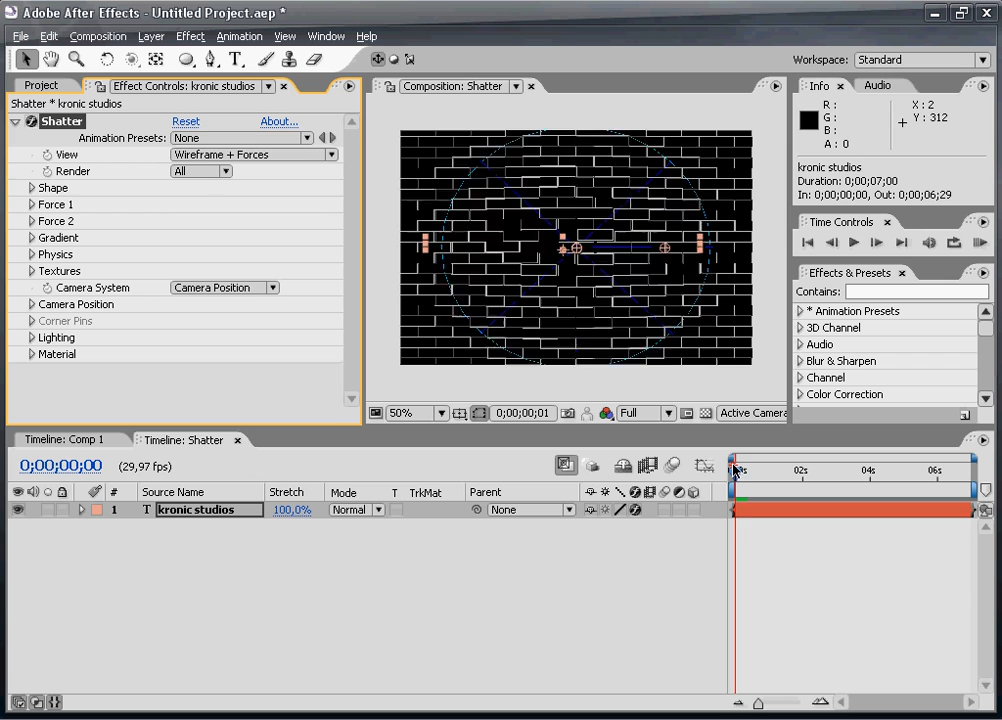 Adobe After Effects - Untitled Project.aep *
File Edit Composition Layer Effect Animation View Window Help
Workspace: Standard
Project
Effect Controls: kronic studios
Shatter * kronic studios
Shatter Reset About...
Animation Presets: None
View Wireframe + Forces
Render All
Shape
Force 1
Force 2
Gradient
Physics
Textures
Camera System Camera Position
Camera Position
Corner Pins
Lighting
Material
Composition: Shatter
50% 0;00;00;01 Full Active Camera
Info Audio
R :
G :
B :
A : 0
X : 2
Y : 312
kronic studios
Duration: 0;00;07;00
In: 0;00;00;00, Out: 0;00;06;29
Time Controls
Effects & Presets
Contains:
* Animation Presets
3D Channel
Audio
Blur & Sharpen
Channel
Color Correction
Timeline: Comp 1 Timeline: Shatter
0;00;00;00 (29,97 fps)
02s 04s 06s
# Source Name Stretch Mode T TrkMat Parent
1 T kronic studios 100,0% Normal None